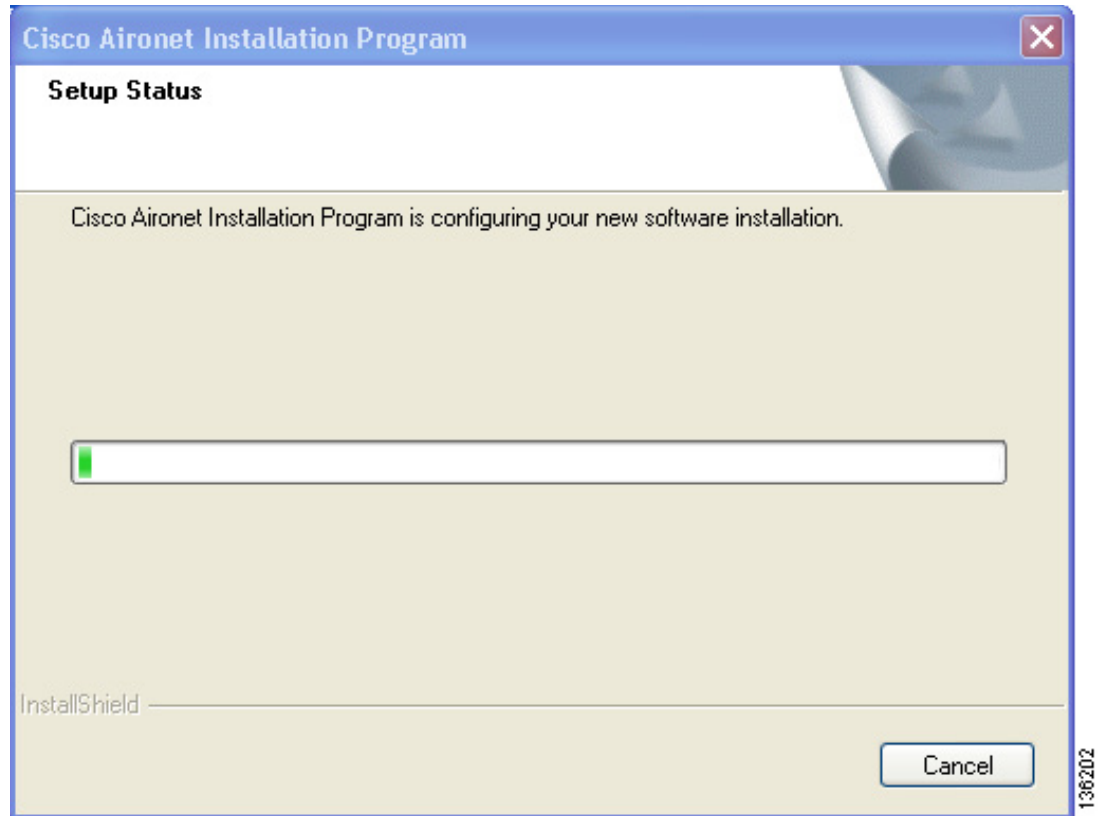 Cisco Aironet Installation Program
Setup Status
Cisco Aironet Installation Program is configuring your new software installation.
InstallShield
Cancel
136202